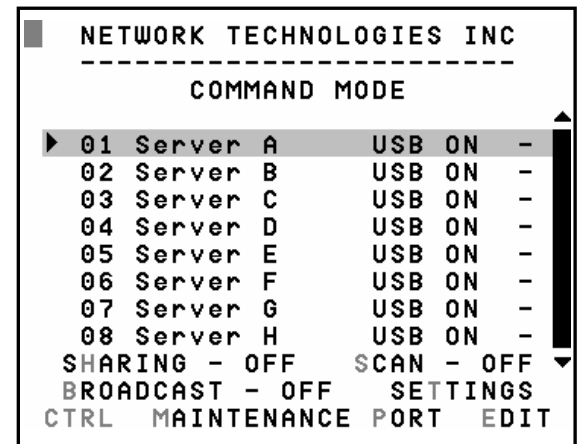 NETWORK TECHNOLOGIES INC
------------------------
COMMAND MODE
01 Server A USB ON -
02 Server B USB ON -
03 Server C USB ON -
04 Server D USB ON -
05 Server E USB ON -
06 Server F USB ON -
07 Server G USB ON -
08 Server H USB ON -
SHARING - OFF SCAN - OFF
BROADCAST - OFF SETTINGS
CTRL MAINTENANCE PORT EDIT